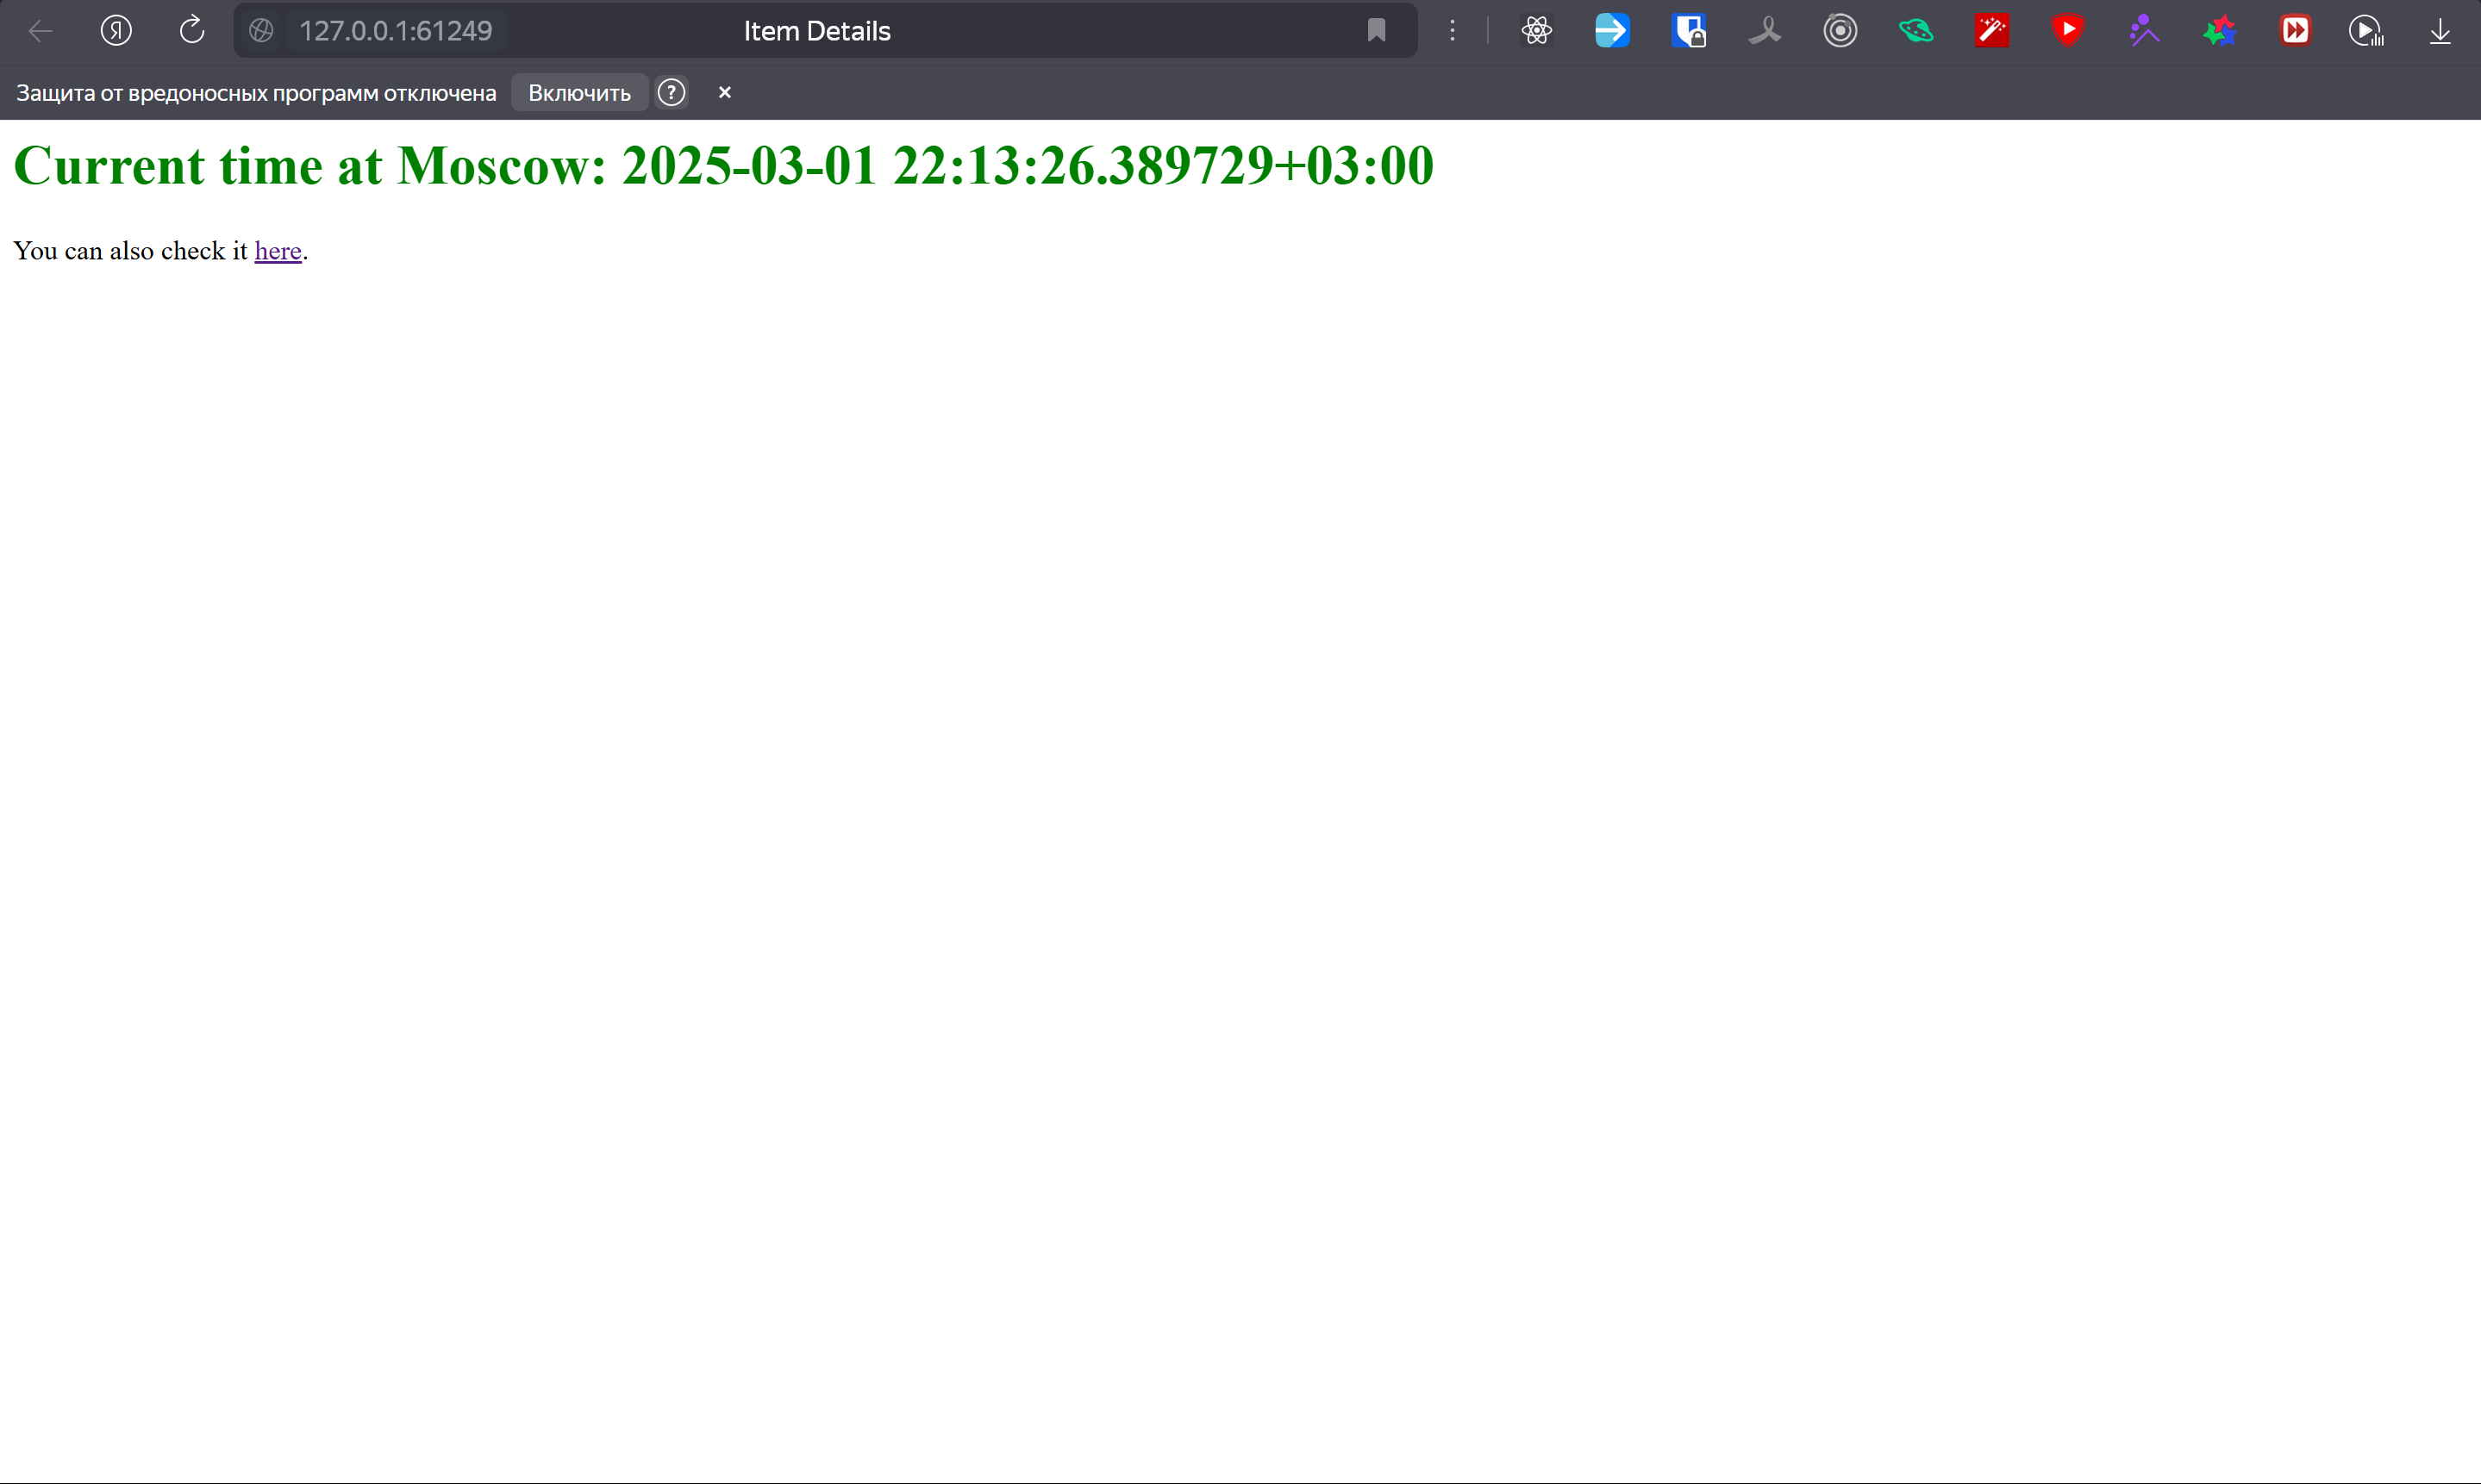 127.0.0.1:61249 Item Details
Защита от вредоносных программ отключена Включить ?
Current time at Moscow: 2025-03-01 22:13:26.389729+03:00
You can also check it here.